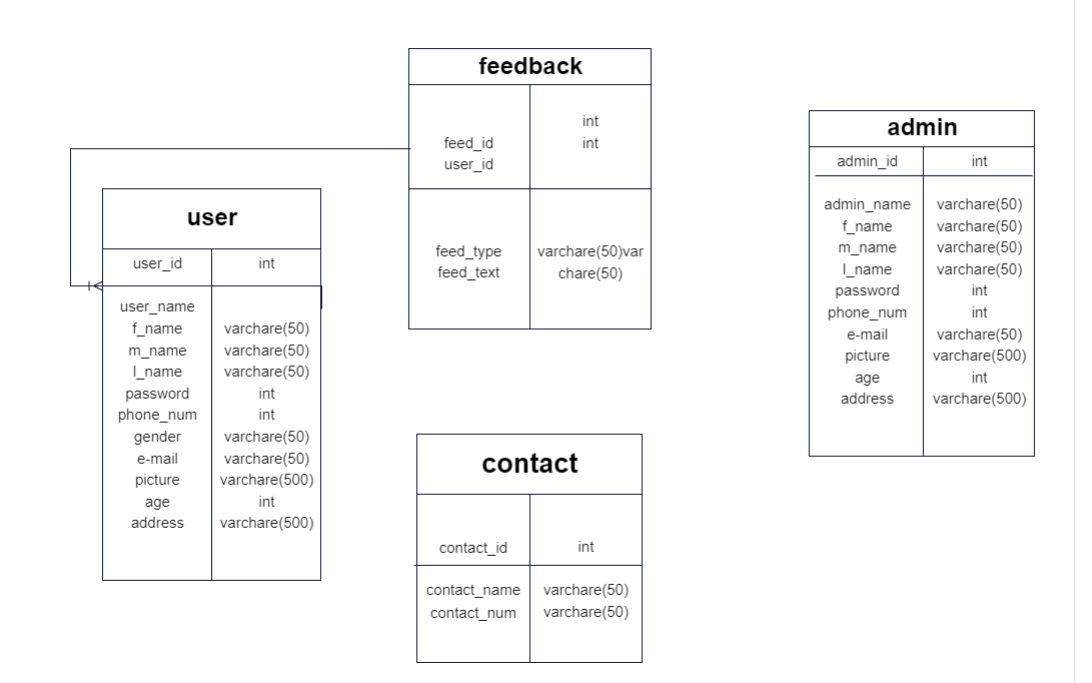 feedback
int
feed_id int
user_id
feed_type varchare(50)var
feed_text chare(50)
admin
admin_id int
admin_name varchare(50)
f_name varchare(50)
m_name varchare(50)
l_name varchare(50)
password int
phone_num int
e-mail varchare(50)
picture varchare(500)
age int
address varchare(500)
user
user_id int
user_name
f_name varchare(50)
m_name varchare(50)
l_name varchare(50)
password int
phone_num int
gender varchare(50)
e-mail varchare(50)
picture varchare(500)
age int
address varchare(500)
contact
contact_id int
contact_name varchare(50)
contact_num varchare(50)